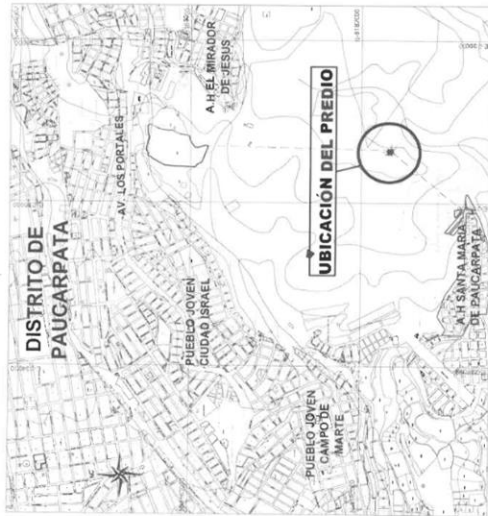 DISTRITO DE
PAUCARPATA
AV. LOS PORTALES
A.H EL MIRADOR
DE JESUS
PUEBLO JOVEN
CIUDAD ISRAEL
UBICACIÓN DEL PREDIO
PUEBLO JOVEN
CAMPO DE
MARTE
A.H SANTA MARIA
DE PAUCARPATA